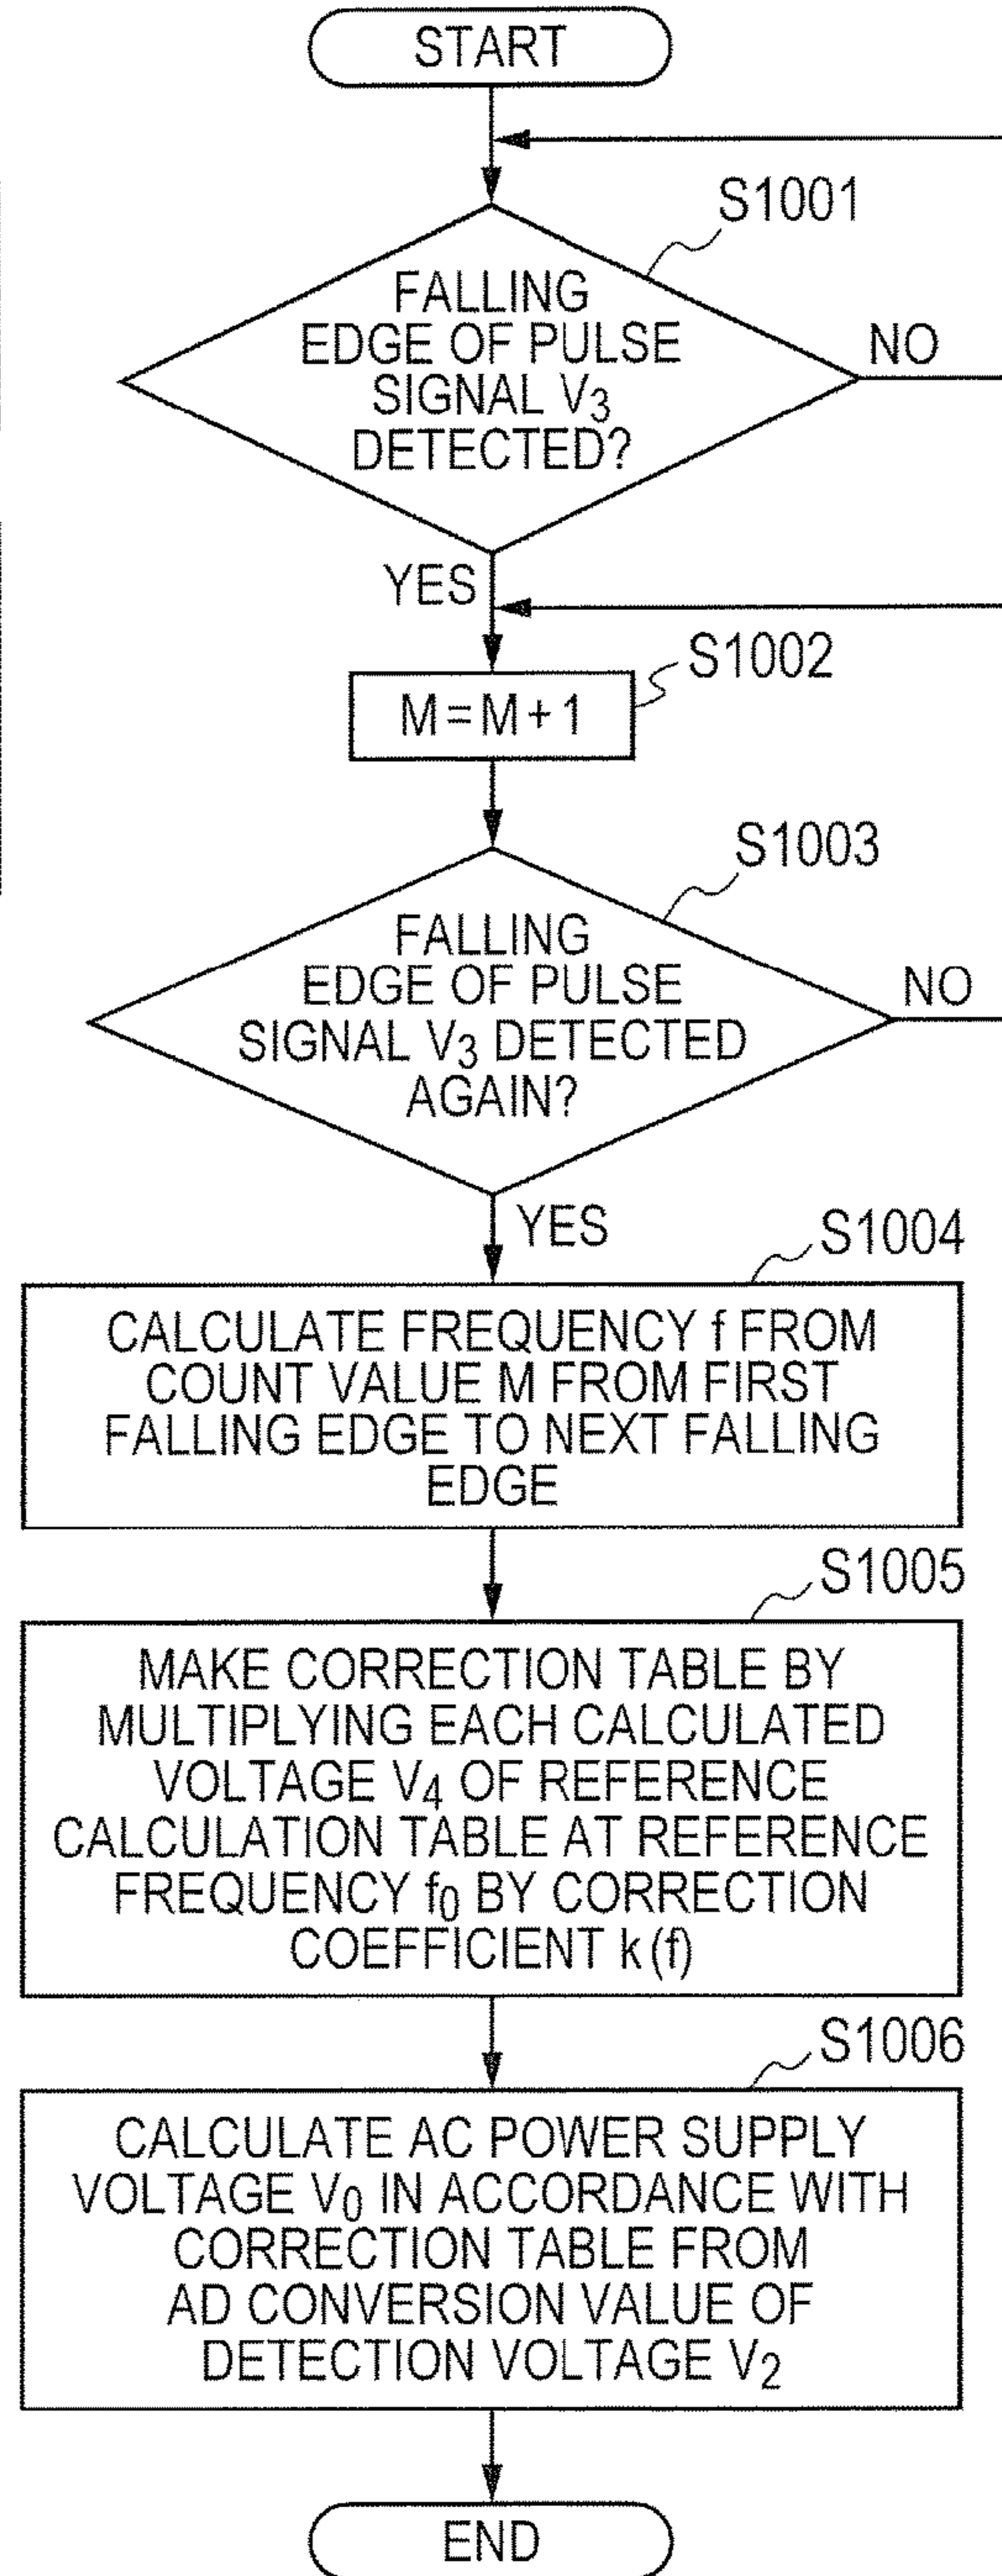 START
S1001
FALLING
EDGE OF PULSE
SIGNAL V3
DETECTED?
NO
YES
S1002
M=M+1
S1003
FALLING
EDGE OF PULSE
SIGNAL V3 DETECTED
AGAIN?
NO
YES
S1004
CALCULATE FREQUENCY f FROM
COUNT VALUE M FROM FIRST
FALLING EDGE TO NEXT FALLING
EDGE
S1005
MAKE CORRECTION TABLE BY
MULTIPLYING EACH CALCULATED
VOLTAGE V4 OF REFERENCE
CALCULATION TABLE AT REFERENCE
FREQUENCY f0 BY CORRECTION
COEFFICIENT k(f)
S1006
CALCULATE AC POWER SUPPLY
VOLTAGE V0 IN ACCORDANCE WITH
CORRECTION TABLE FROM
AD CONVERSION VALUE OF
DETECTION VOLTAGE V2
END